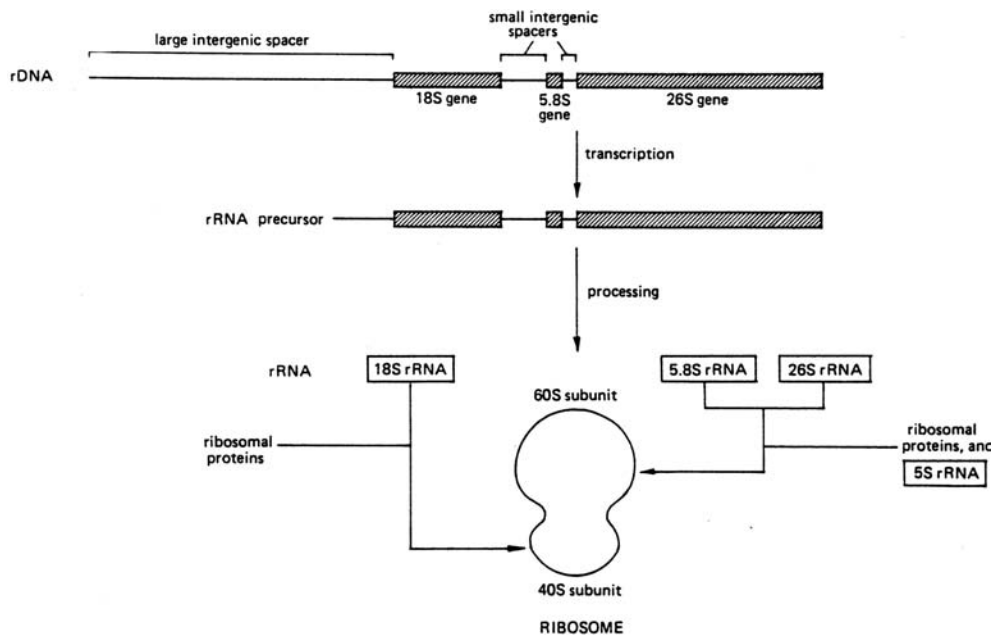 small intergenic
spacers
large intergenic spacer
rDNA
18S gene
5.8S
gene
26S gene
transcription
rRNA precursor
processing
rRNA
18S rRNA
5.8S rRNA
26S rRNA
60S subunit
ribosomal
proteins
ribosomal
proteins, and
5S rRNA
40S subunit
RIBOSOME